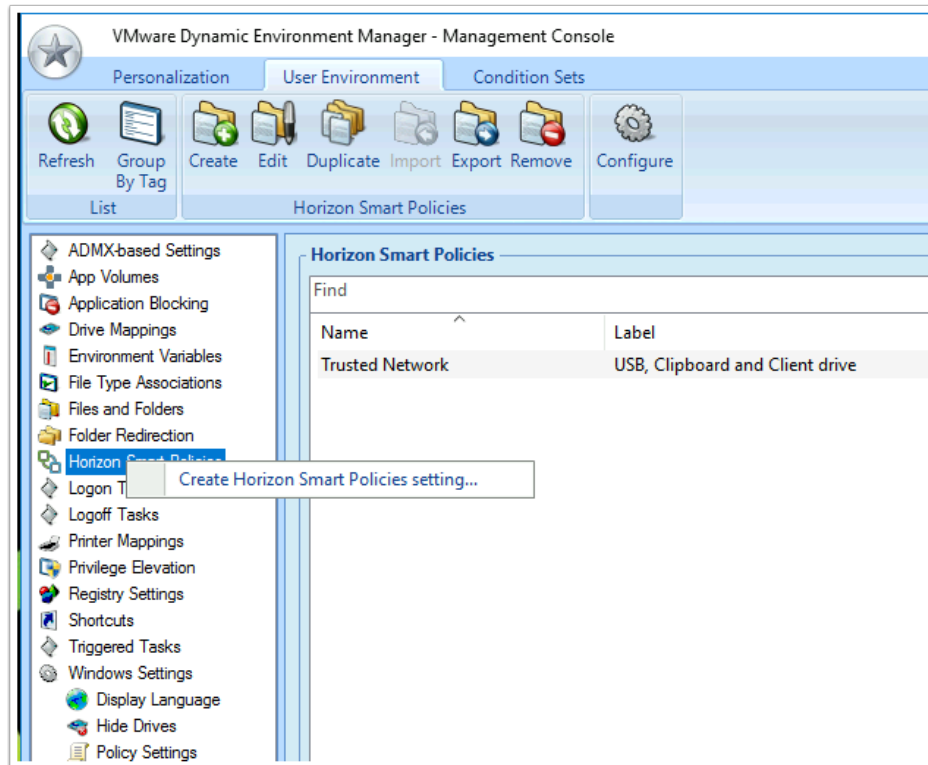 VMware Dynamic Environment Manager - Management Console
Personalization User Environment Condition Sets
Refresh Group By Tag Create Edit Duplicate Import Export Remove Configure
List Horizon Smart Policies
ADMX-based Settings
App Volumes
Application Blocking
Drive Mappings
Environment Variables
File Type Associations
Files and Folders
Folder Redirection
Horizon Smart Policies
Create Horizon Smart Policies setting...
Logon
Logoff Tasks
Printer Mappings
Privilege Elevation
Registry Settings
Shortcuts
Triggered Tasks
Windows Settings
Display Language
Hide Drives
Policy Settings
Horizon Smart Policies
Find
Name Label
Trusted Network USB, Clipboard and Client drive